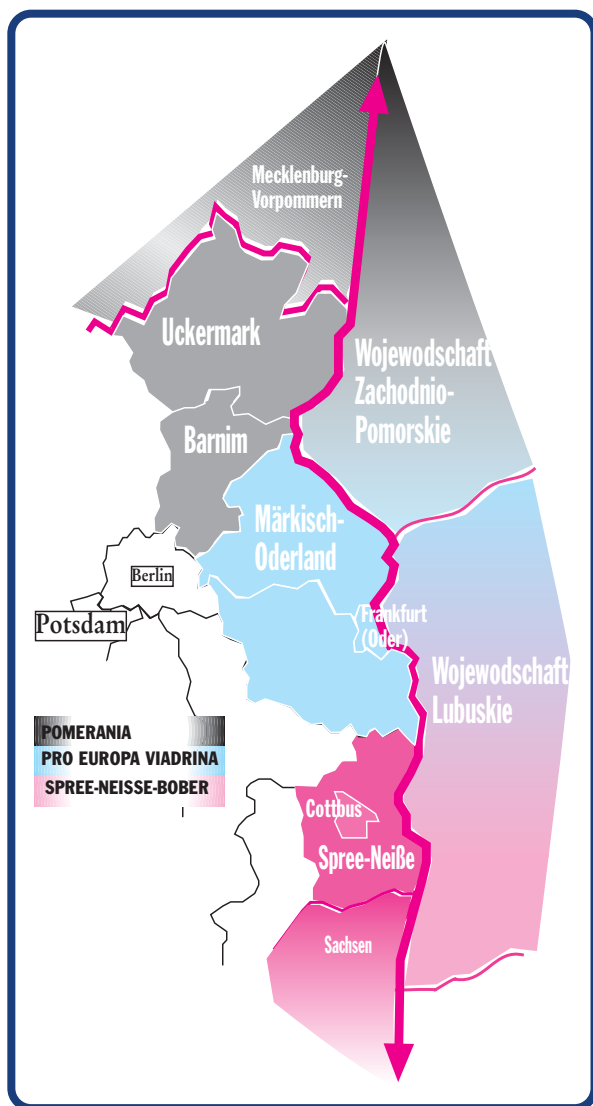 Mecklenburg-
Vorpommern
Uckermark
Wojewodschaft
Zachodnio-
Pomorskie
Barnim
Märkisch-
Oderland
Berlin
Potsdam
Frankfurt
(Oder)
Wojewodschaft
Lubuskie
POMERANIA
PRO EUROPA VIADRINA
SPREE-NEISSE-BOBER
Cottbus
Spree-Neiße
Sachsen